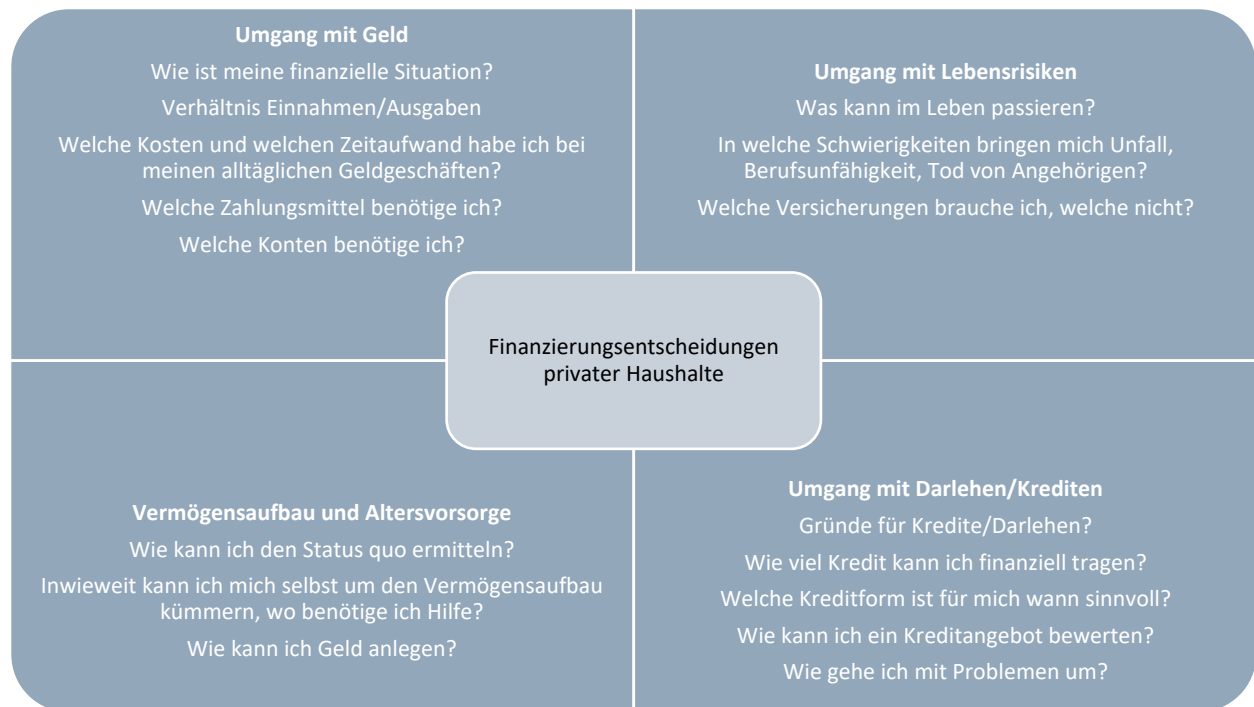 Umgang mit Geld
Wie ist meine finanzielle Situation?
Verhältnis Einnahmen/Ausgaben
Welche Kosten und welchen Zeitaufwand habe ich bei
meinen alltäglichen Geldgeschäften?
Welche Zahlungsmittel benötige ich?
Welche Konten benötige ich?
Umgang mit Lebensrisiken
Was kann im Leben passieren?
In welche Schwierigkeiten bringen mich Unfall,
Berufsunfähigkeit, Tod von Angehörigen?
Welche Versicherungen brauche ich, welche nicht?
Finanzierungsentscheidungen
privater Haushalte
Vermögensaufbau und Altersvorsorge
Wie kann ich den Status quo ermitteln?
Inwieweit kann ich mich selbst um den Vermögensaufbau
kümmern, wo benötige ich Hilfe?
Wie kann ich Geld anlegen?
Umgang mit Darlehen/Krediten
Gründe für Kredite/Darlehen?
Wie viel Kredit kann ich finanziell tragen?
Welche Kreditform ist für mich wann sinnvoll?
Wie kann ich ein Kreditangebot bewerten?
Wie gehe ich mit Problemen um?